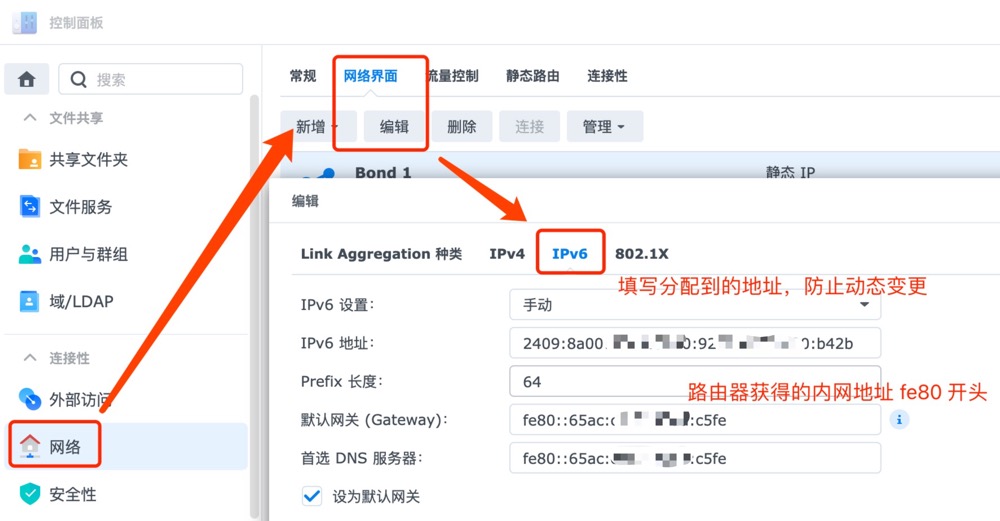 控制面板
搜索
文件共享
共享文件夹
文件服务
用户与群组
域/LDAP
连接性
外部访问
网络
安全性
常规 网络界面 流量控制 静态路由 连接性
新增 编辑 删除 连接 管理
Bond 1 静态 IP
编辑
Link Aggregation 种类 IPv4 IPv6 802.1X
填写分配到的地址，防止动态变更
IPv6 设置： 手动
IPv6 地址： 2409:8a00 0:92 0:b42b
Prefix 长度： 64
路由器获得的内网地址 fe80 开头
默认网关 (Gateway)： fe80::65ac:c :c5fe
首选 DNS 服务器： fe80::65ac: :c5fe
设为默认网关